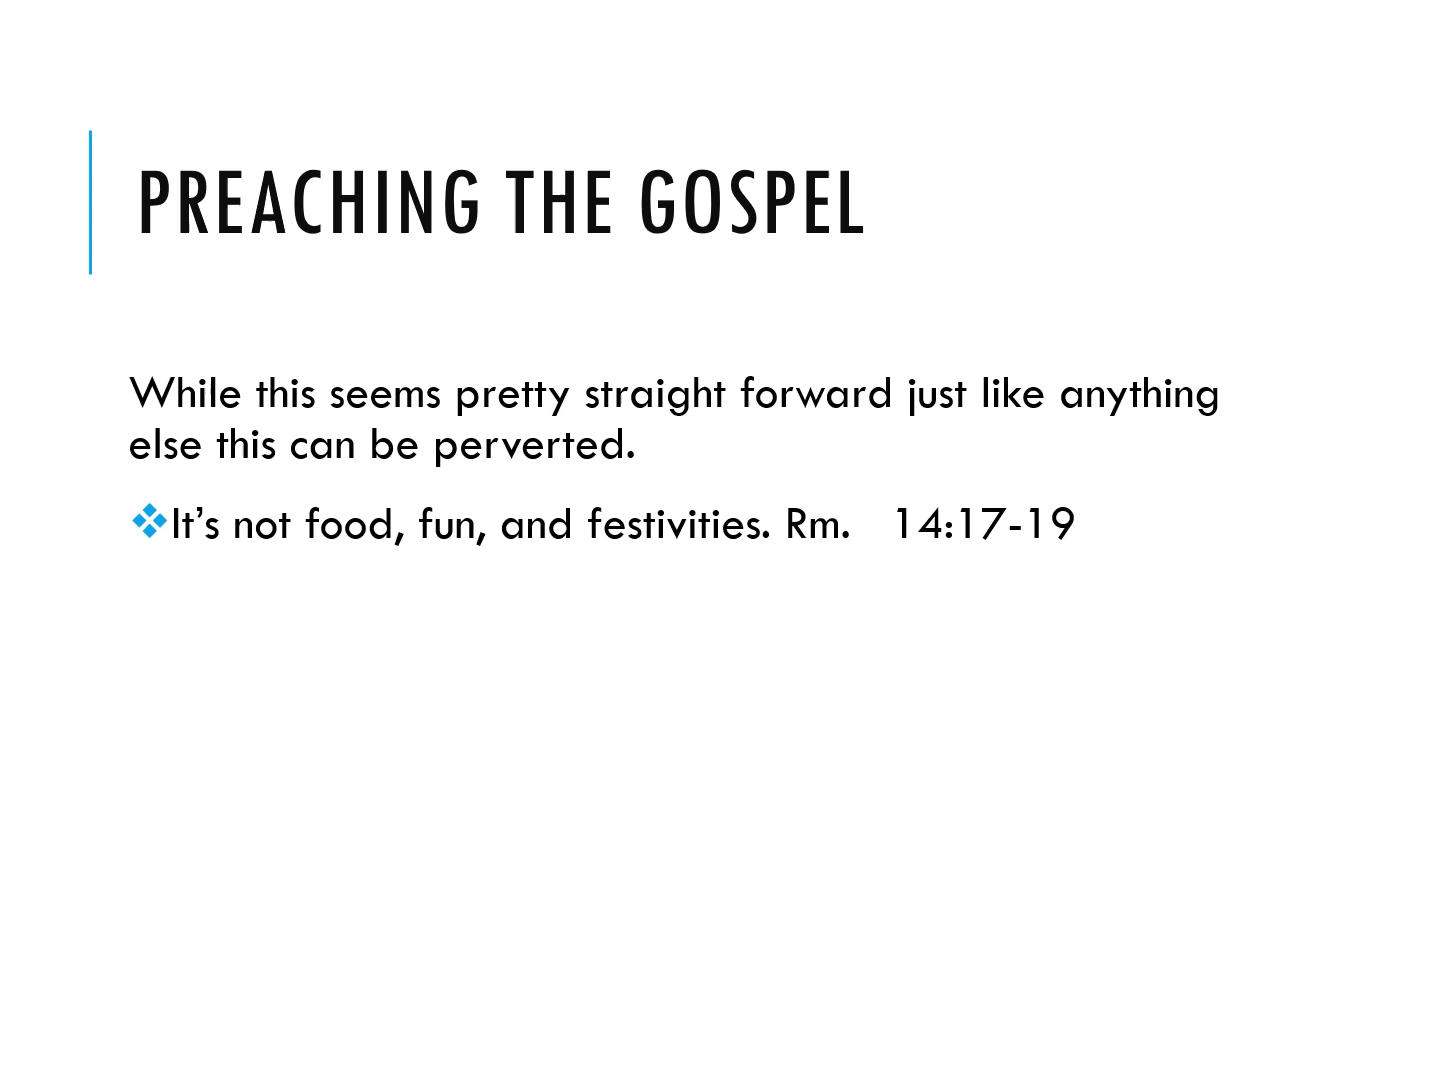 PREACHING THE GOSPEL
While this seems pretty straight forward just like anything
else this can be perverted.
❖It’s not food, fun, and festivities. Rm.   14:17-19